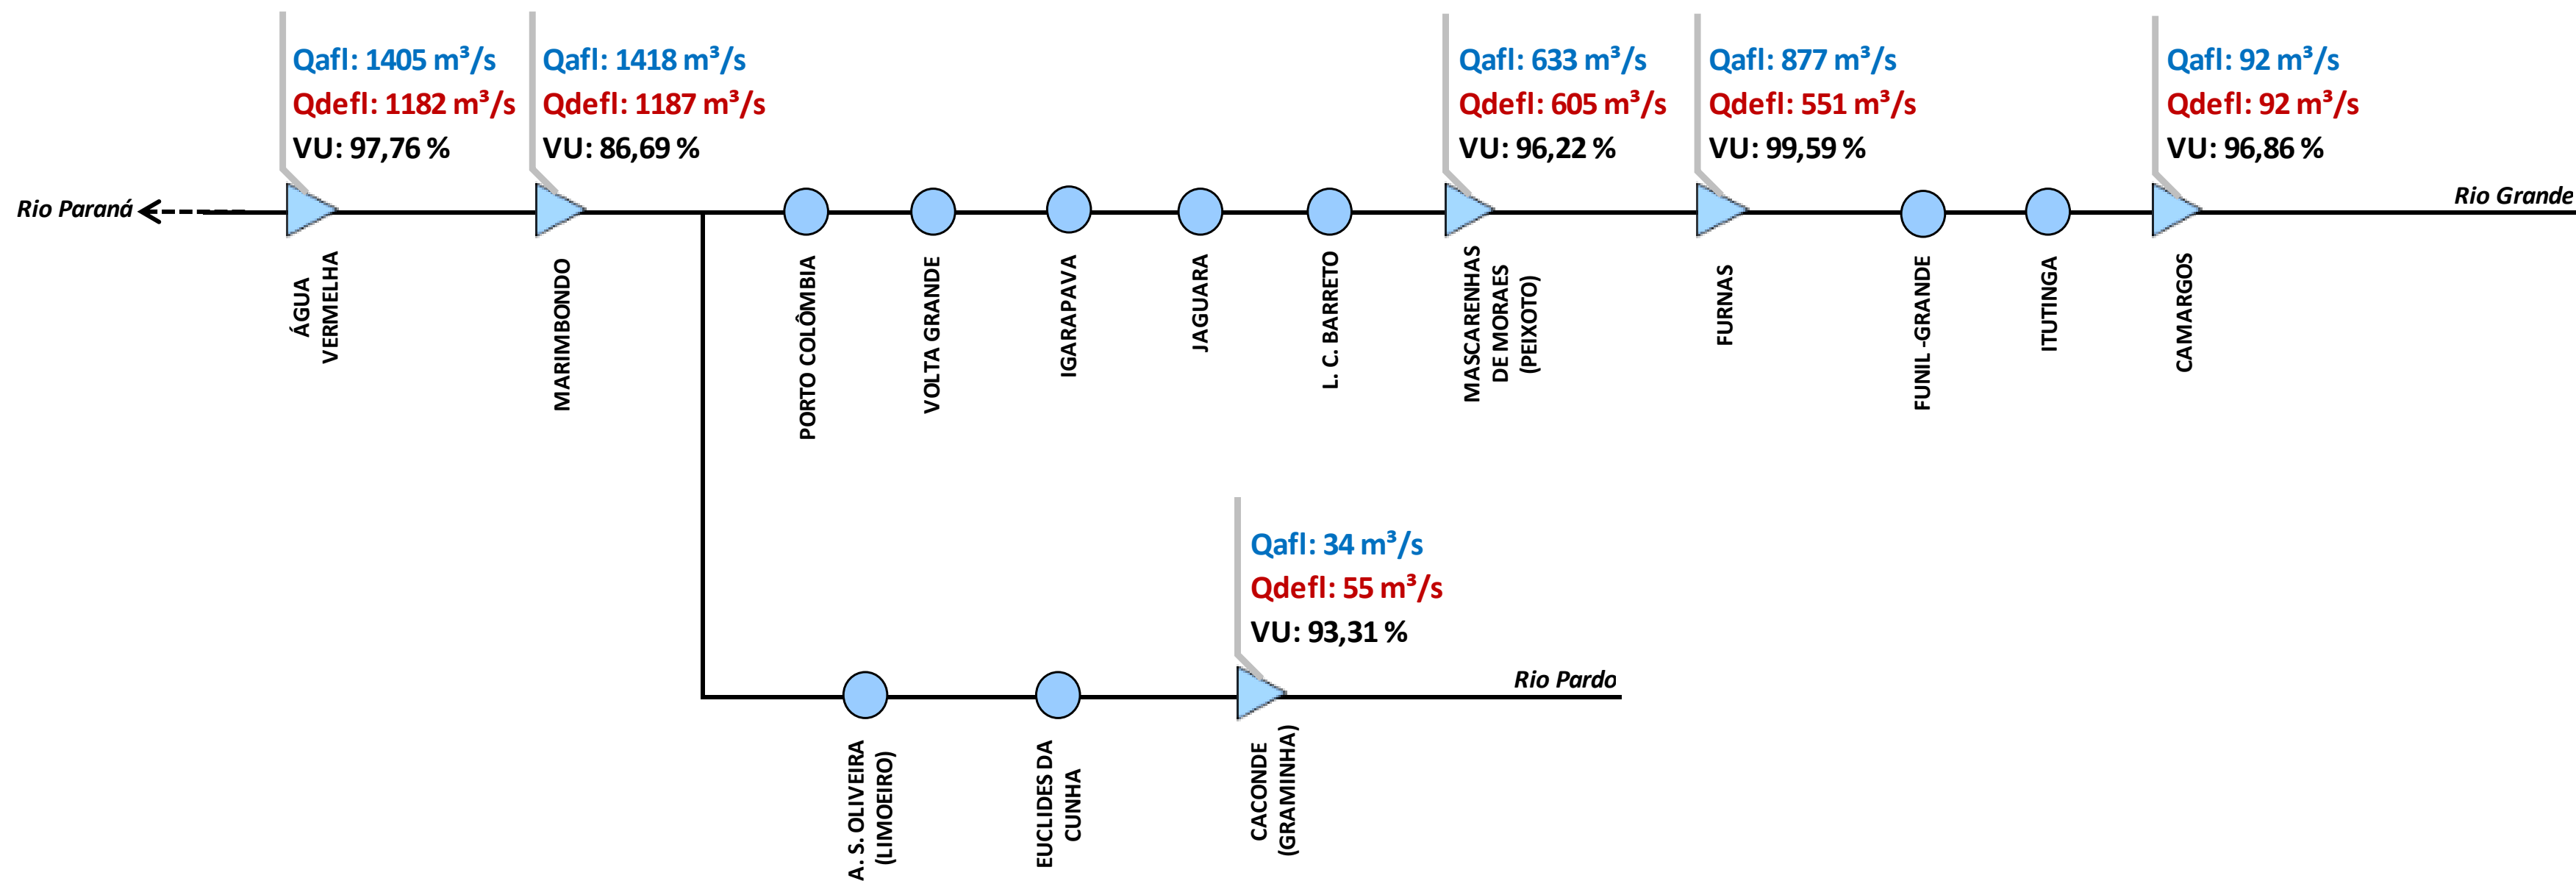 Qafl: 1405 m³/s
Qdefl: 1182 m³/s
VU: 97,76 %
Qafl: 1418 m³/s
Qdefl: 1187 m³/s
VU: 86,69 %
Qafl: 633 m³/s
Qdefl: 605 m³/s
VU: 96,22 %
Qafl: 877 m³/s
Qdefl: 551 m³/s
VU: 99,59 %
Qafl: 92 m³/s
Qdefl: 92 m³/s
VU: 96,86 %
Rio Paraná
Rio Grande
ÁGUA
VERMELHA
MARIMBONDO
PORTO COLÔMBIA
VOLTA GRANDE
IGARAPAVA
JAGUARA
L. C. BARRETO
MASCARENHAS
DE MORAES
(PEIXOTO)
FURNAS
FUNIL -GRANDE
ITUTINGA
CAMARGOS
Qafl: 34 m³/s
Qdefl: 55 m³/s
VU: 93,31 %
Rio Pardo
A. S. OLIVEIRA
(LIMOEIRO)
EUCLIDES DA
CUNHA
CACONDE
(GRAMINHA)